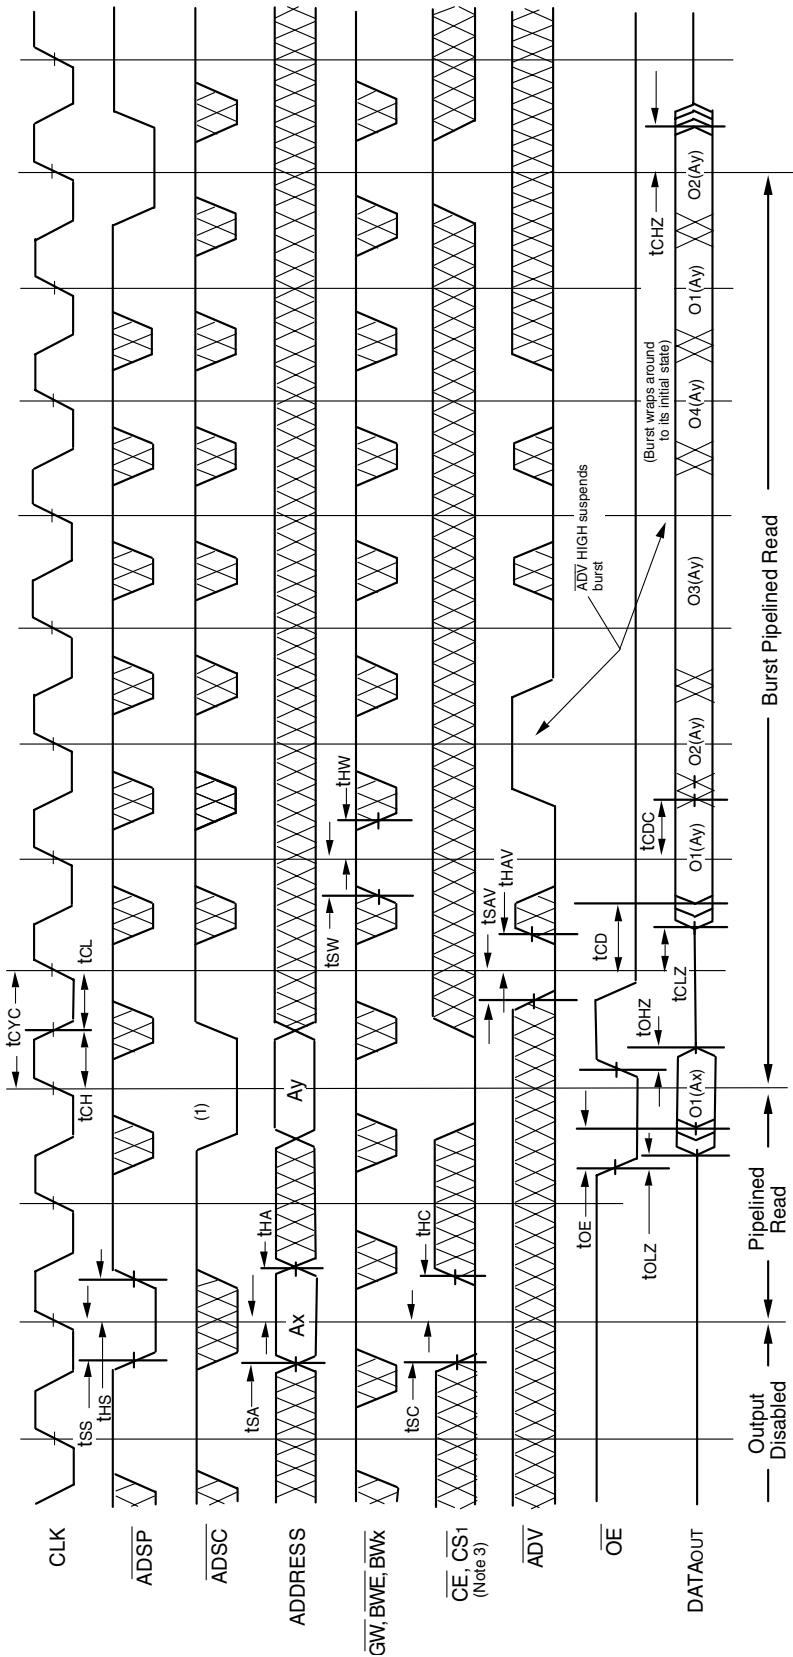 CLK
tCYC
tCH
tCL
tSS
tHS
ADSP
ADSC
(1)
ADDRESS
tSA
tHA
Ax
Ay
GW, BWE, BWx
tSW
tHW
CE, CS1
(Note 3)
tSC
tHC
ADV
tSAV
tHAV
ADV HIGH suspends
burst
OE
tOE
tOHZ
tCD
tOLZ
tCLZ
tCDC
tCHZ
(Burst wraps around
to its initial state)
DATAOUT
O1(Ax)
O1(Ay)
O2(Ay)
O3(Ay)
O4(Ay)
O1(Ay)
O2(Ay)
Output
Disabled
Pipelined
Read
Burst Pipelined Read